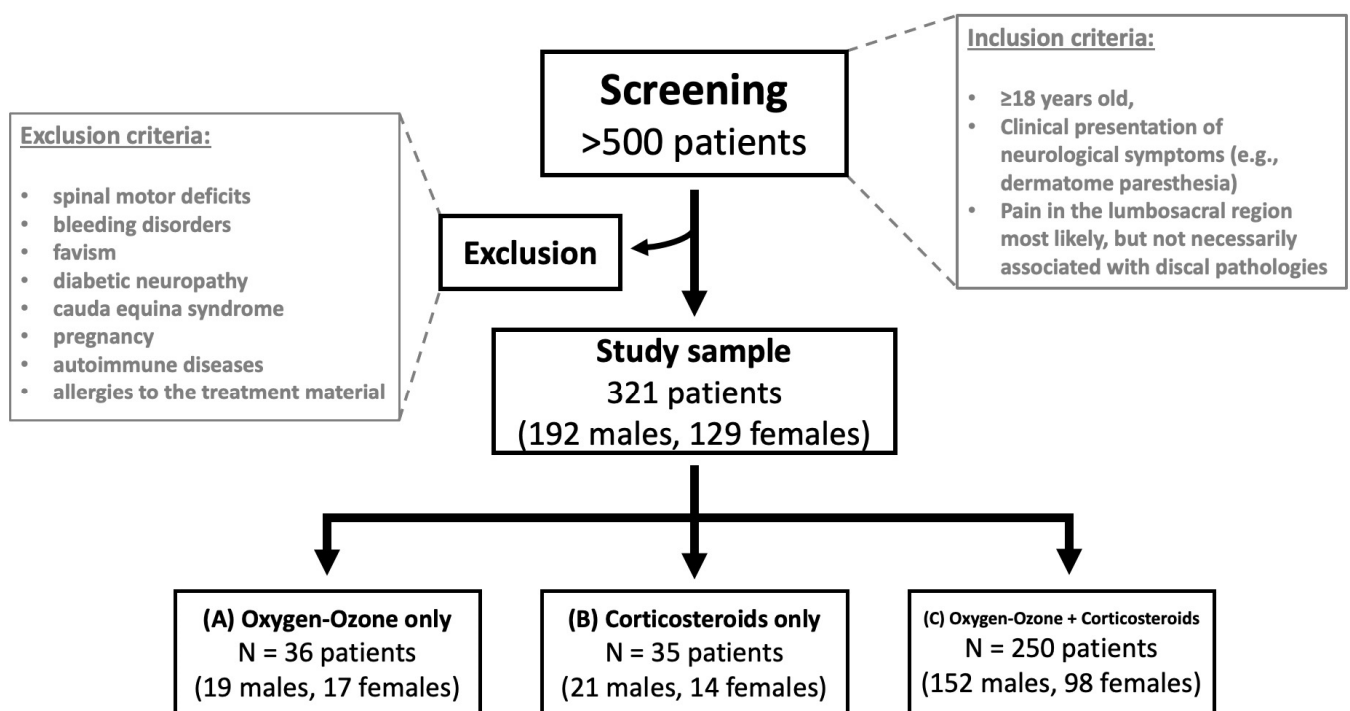 Screening
>500 patients
Inclusion criteria:
• ≥18 years old,
• Clinical presentation of
neurological symptoms (e.g.,
dermatome paresthesia)
• Pain in the lumbosacral region
most likely, but not necessarily
associated with discal pathologies
Exclusion criteria:
• spinal motor deficits
• bleeding disorders
• favism
• diabetic neuropathy
• cauda equina syndrome
• pregnancy
• autoimmune diseases
• allergies to the treatment material
Exclusion
Study sample
321 patients
(192 males, 129 females)
(A) Oxygen-Ozone only
N = 36 patients
(19 males, 17 females)
(B) Corticosteroids only
N = 35 patients
(21 males, 14 females)
(C) Oxygen-Ozone + Corticosteroids
N = 250 patients
(152 males, 98 females)